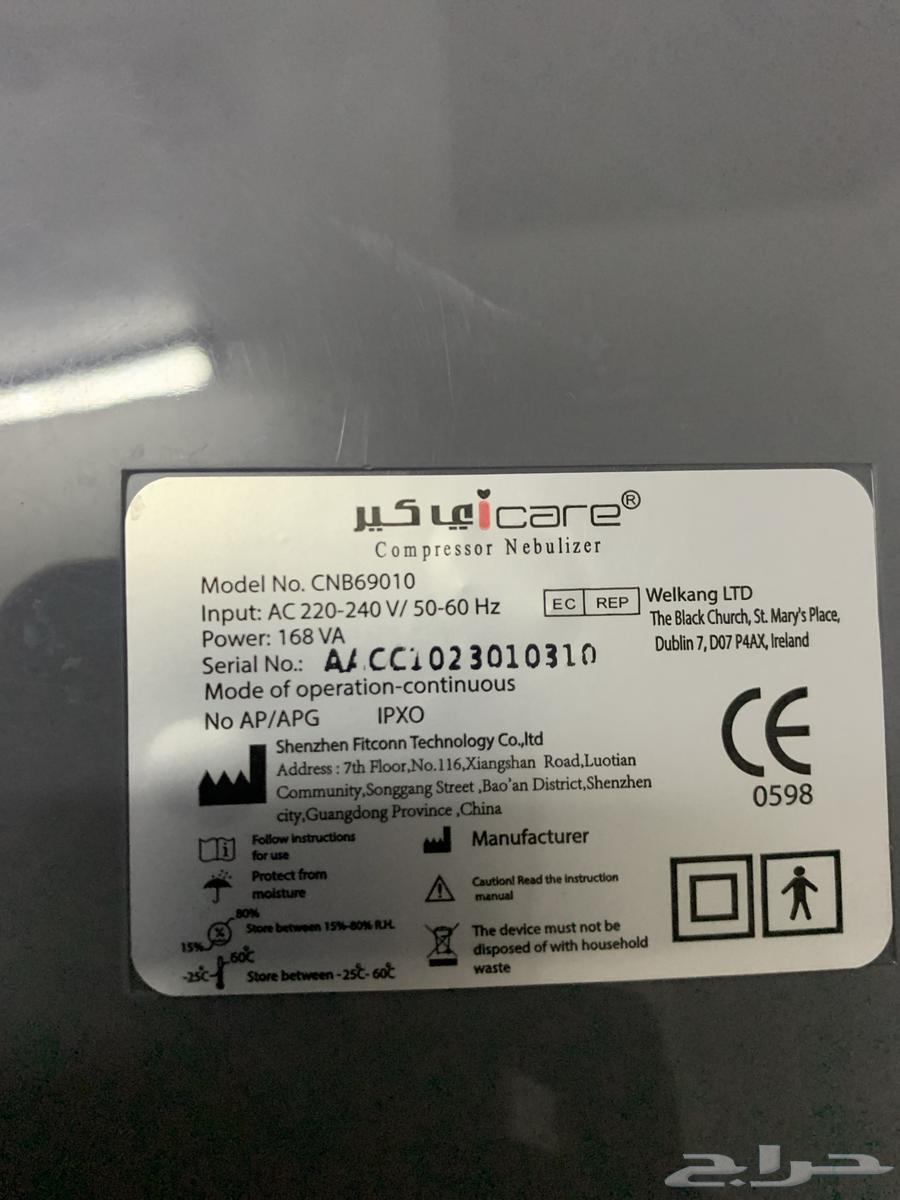 آي كير icare®
Compressor Nebulizer
Model No. CNB69010
Input: AC 220-240 V/ 50-60 Hz
Power: 168 VA
Serial No.:
Mode of operation-continuous
No AP/APG IPXO
EC REP Welkang LTD
The Black Church, St. Mary's Place,
Dublin 7, D07 P4AX, Ireland
Shenzhen Fitconn Technology Co.,ltd
Address : 7th Floor,No.116,Xiangshan Road,Luotian
Community,Songgang Street ,Bao'an District,Shenzhen
city,Guangdong Province ,China
CE
0598
Follow instructions
for use
Manufacturer
Protect from
moisture
Caution! Read the instruction
manual
80%
15%
Store between 15%-80% R.H.
60℃
-25℃
Store between -25℃- 60℃
The device must not be
disposed of with household
waste
حراج